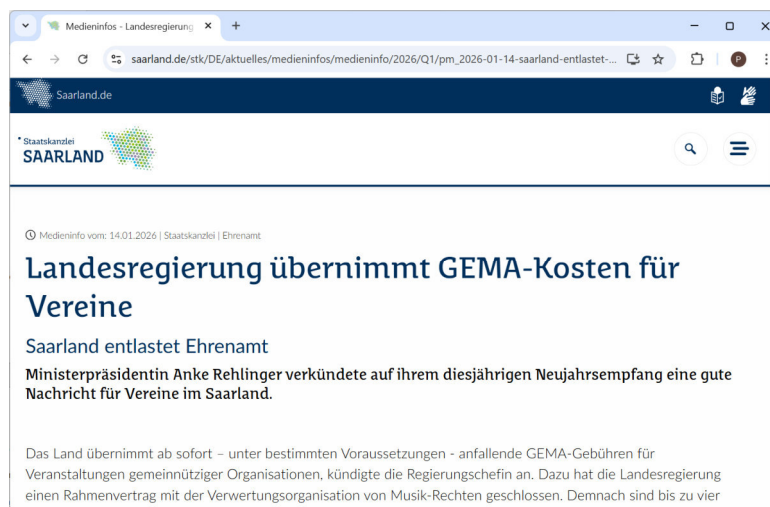 Medieninfos - Landesregierung
saarland.de/stk/DE/aktuelles/medieninfos/medieninfo/2026/Q1/pm_2026-01-14-saarland-entlastet-...
P
Saarland.de
Staatskanzlei
SAARLAND
Medieninfo vom: 14.01.2026 | Staatskanzlei | Ehrenamt
Landesregierung übernimmt GEMA-Kosten für
Vereine
Saarland entlastet Ehrenamt
Ministerpräsidentin Anke Rehlinger verkündete auf ihrem diesjährigen Neujahrsempfang eine gute
Nachricht für Vereine im Saarland.
Das Land übernimmt ab sofort – unter bestimmten Voraussetzungen - anfallende GEMA-Gebühren für
Veranstaltungen gemeinnütziger Organisationen, kündigte die Regierungschefin an. Dazu hat die Landesregierung
einen Rahmenvertrag mit der Verwertungsorganisation von Musik-Rechten geschlossen. Demnach sind bis zu vier